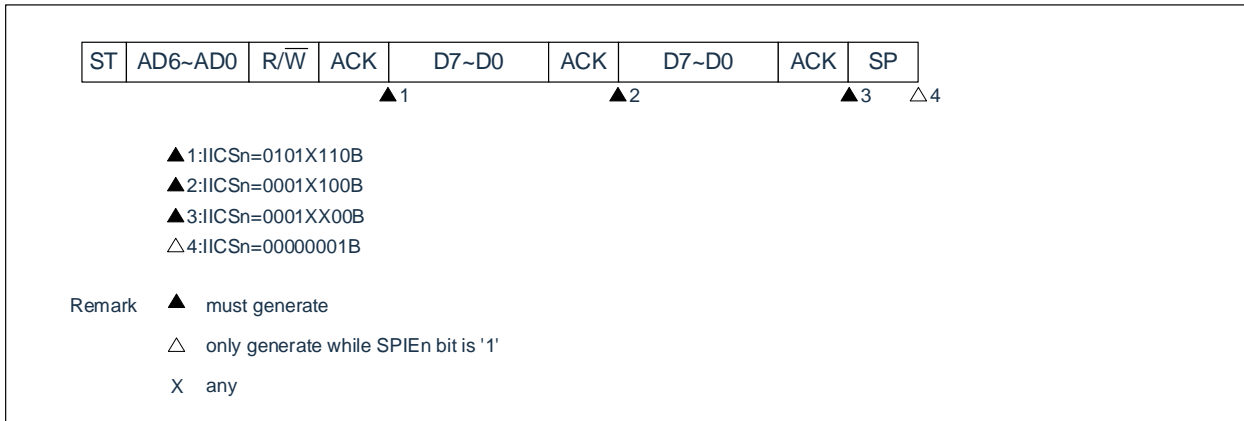 ST AD6~AD0 R/W̅ ACK D7~D0 ACK D7~D0 ACK SP
▲1 ▲2 ▲3 △4
▲1:IICSn=0101X110B
▲2:IICSn=0001X100B
▲3:IICSn=0001XX00B
△4:IICSn=00000001B
Remark ▲ must generate
△ only generate while SPIEn bit is '1'
X any